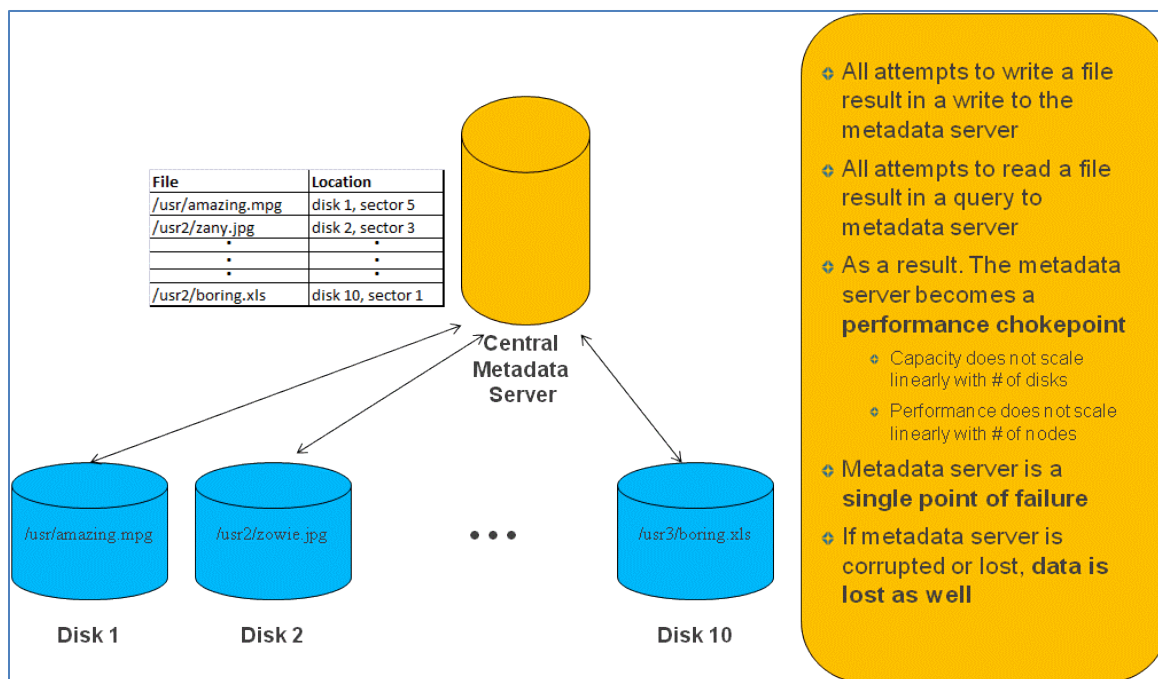 File Location
/usr/amazing.mpg disk 1, sector 5
/usr2/zany.jpg disk 2, sector 3
• •
• •
• •
/usr2/boring.xls disk 10, sector 1
Central
Metadata
Server
/usr/amazing.mpg
/usr2/zowie.jpg
• • •
/usr3/boring.xls
Disk 1
Disk 2
Disk 10
All attempts to write a file
result in a write to the
metadata server
All attempts to read a file
result in a query to
metadata server
As a result. The metadata
server becomes a
performance chokepoint
Capacity does not scale
linearly with # of disks
Performance does not scale
linearly with # of nodes
Metadata server is a
single point of failure
If metadata server is
corrupted or lost, data is
lost as well